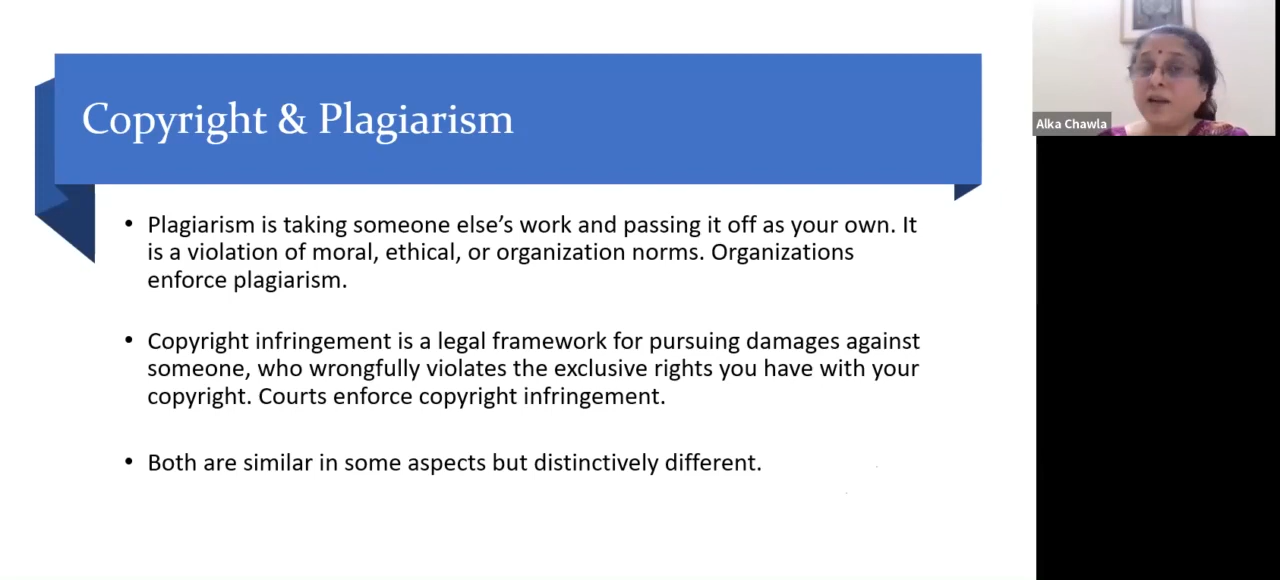 Copyright & Plagiarism
• Plagiarism is taking someone else’s work and passing it off as your own. It
is a violation of moral, ethical, or organization norms. Organizations
enforce plagiarism.
• Copyright infringement is a legal framework for pursuing damages against
someone, who wrongfully violates the exclusive rights you have with your
copyright. Courts enforce copyright infringement.
• Both are similar in some aspects but distinctively different.
Alka Chawla